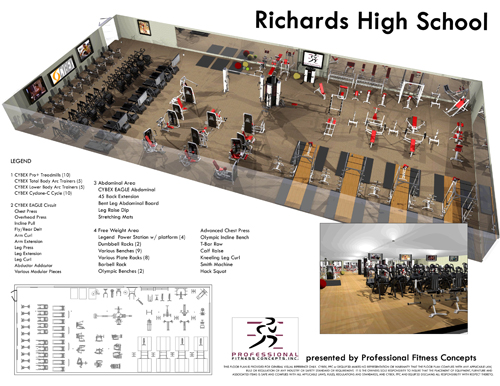 Richards High School
LEGEND
1 CYBEX Pro+ Treadmills (10)
CYBEX Total Body Arc Trainers (5)
CYBEX Lower Body Arc Trainers (5)
CYBEX Cyclone-C Cycle (10)
2 CYBEX EAGLE Circuit
Chest Press
Overhead Press
Incline Pull
Fly/Rear Delt
Arm Curl
Arm Extension
Leg Press
Leg Extension
Leg Curl
Abductor Adductor
Various Modular Pieces
3 Abdominal Area
CYBEX EAGLE Abdominal
45 Back Extension
Bent Leg Abdominal Board
Leg Raise Dip
Stretching Mats
4 Free Weight Area
Legend Power Station w/ platform (4)
Dumbbell Racks (2)
Various Benches (9)
Various Plate Racks (8)
Barbell Rack
Olympic Benches (2)
Advanced Chest Press
Olympic Incline Bench
T-Bar Row
Calf Raise
Kneeling Leg Curl
Smith Machine
Hack Squat
PROFESSIONAL
FITNESS CONCEPTS, INC.
presented by Professional Fitness Concepts